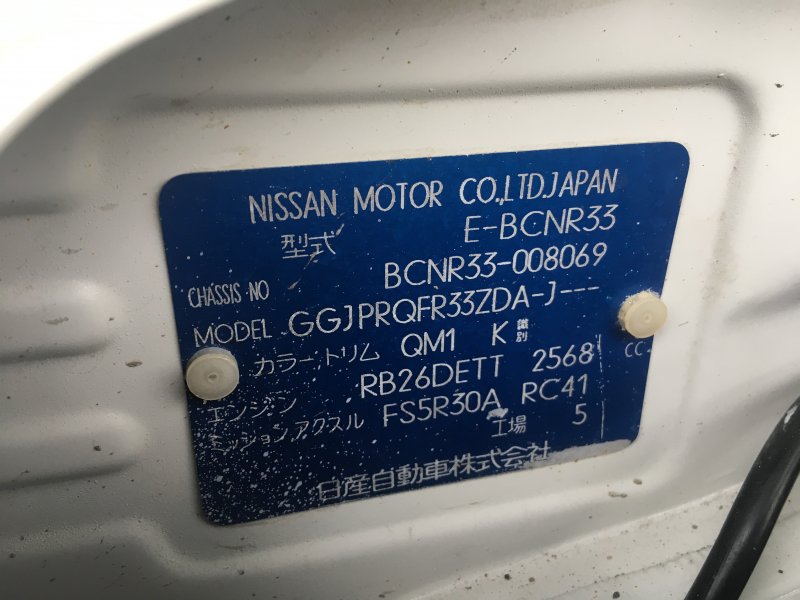 NISSAN MOTOR CO.,LTD.JAPAN
型式 E-BCNR33
CHASSIS NO BCNR33-008069
MODEL GGJPRQFR33ZDA-J---
カラー トリム QM1 K 識別
エンジン RB26DETT 2568 CC
ミッション アクスル FS5R30A RC41
工場 5
日産自動車株式会社